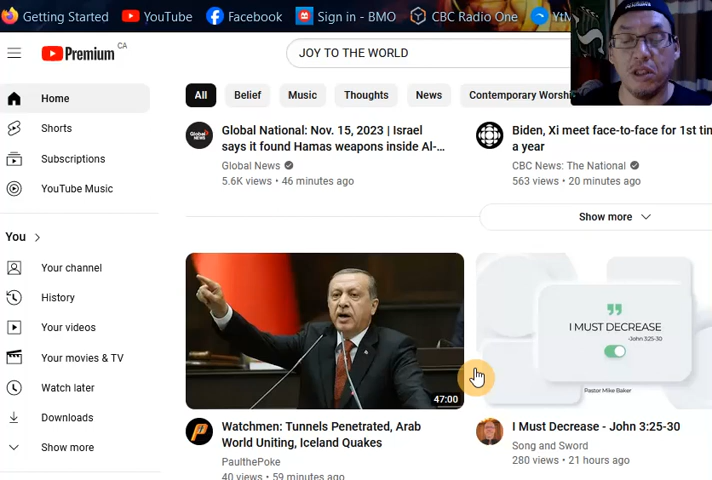 Getting Started YouTube Facebook Sign in - BMO CBC Radio One
Premium CA
JOY TO THE WORLD
Home
Shorts
Subscriptions
YouTube Music
You
Your channel
History
Your videos
Your movies & TV
Watch later
Downloads
Show more
All Belief Music Thoughts News Contemporary Worship
Global NEWS
Global National: Nov. 15, 2023 | Israel
says it found Hamas weapons inside Al-...
Global News
5.6K views • 46 minutes ago
Biden, Xi meet face-to-face for 1st
a year
CBC News: The National
563 views • 20 minutes ago
Show more
47:00
Watchmen: Tunnels Penetrated, Arab
World Uniting, Iceland Quakes
PaulthePoke
40 views • 59 minutes ago
I MUST DECREASE
-John 3:25-30
Pastor Mike Baker
I Must Decrease - John 3:25-30
Song and Sword
280 views • 21 hours ago